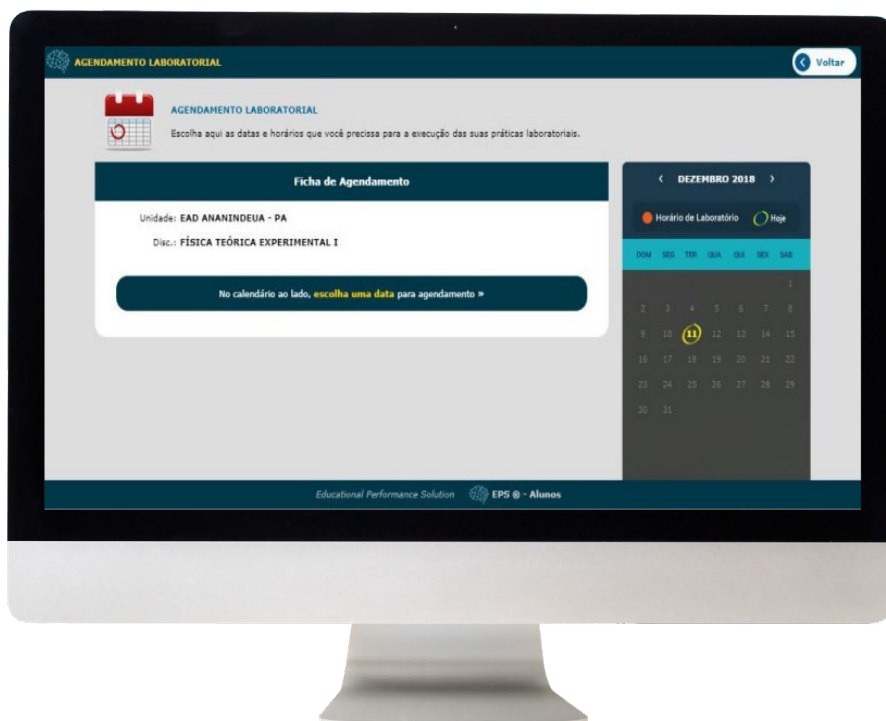 AGENDAMENTO LABORATORIAL
Voltar
AGENDAMENTO LABORATORIAL
Escolha aqui as datas e horários que você precissa para a execução das suas práticas laboratoriais.
Ficha de Agendamento
Unidade: EAD ANANINDEUA - PA
Disc.: FÍSICA TEÓRICA EXPERIMENTAL I
No calendário ao lado, escolha uma data para agendamento »
‹ DEZEMBRO 2018 ›
Horário de Laboratório Hoje
DOM SEG TER QUA QUI SEX SAB
1
2 3 4 5 6 7 8
9 10 11 12 13 14 15
16 17 18 19 20 21 22
23 24 25 26 27 28 29
30 31
Educational Performance Solution EPS ® - Alunos